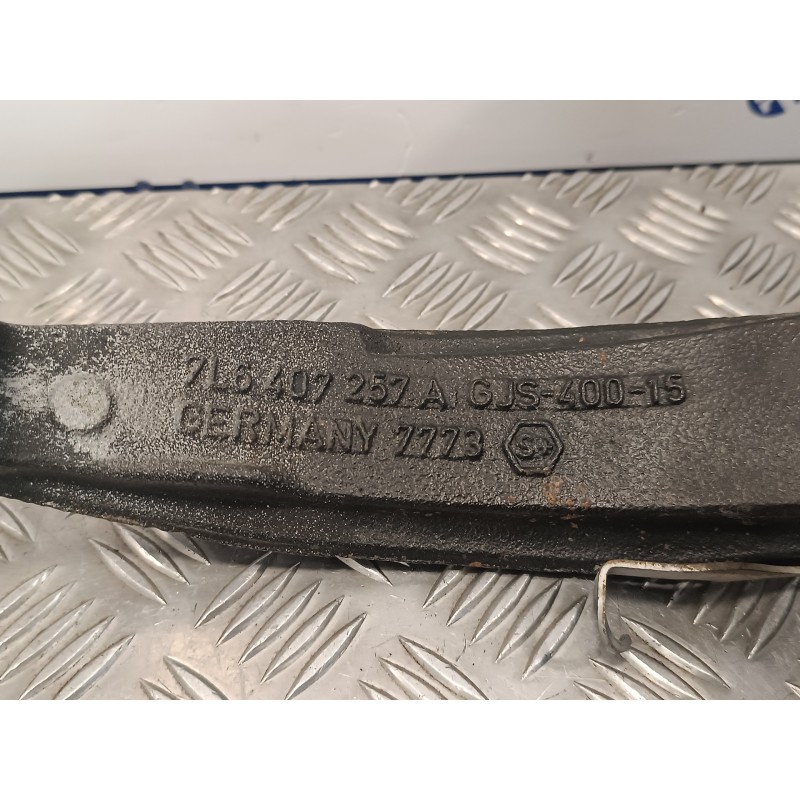 7L6 407 257 A GJS-400-15
GERMANY 7773 S+